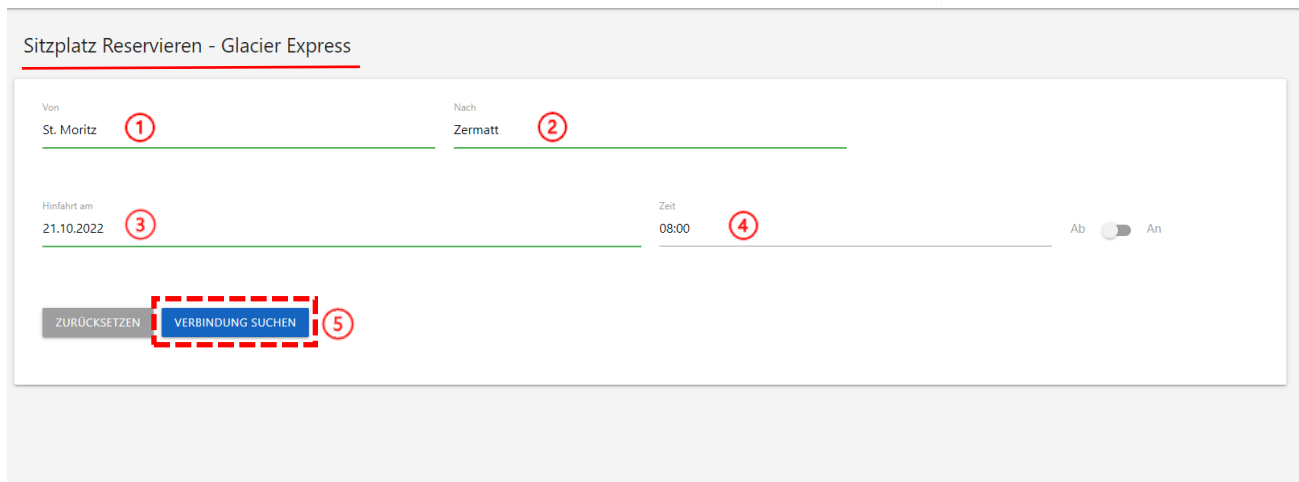 Sitzplatz Reservieren - Glacier Express
Von
St. Moritz
①
Nach
Zermatt
②
Hinfahrt am
21.10.2022
③
Zeit
08:00
④
Ab
An
ZURÜCKSETZEN
VERBINDUNG SUCHEN
⑤